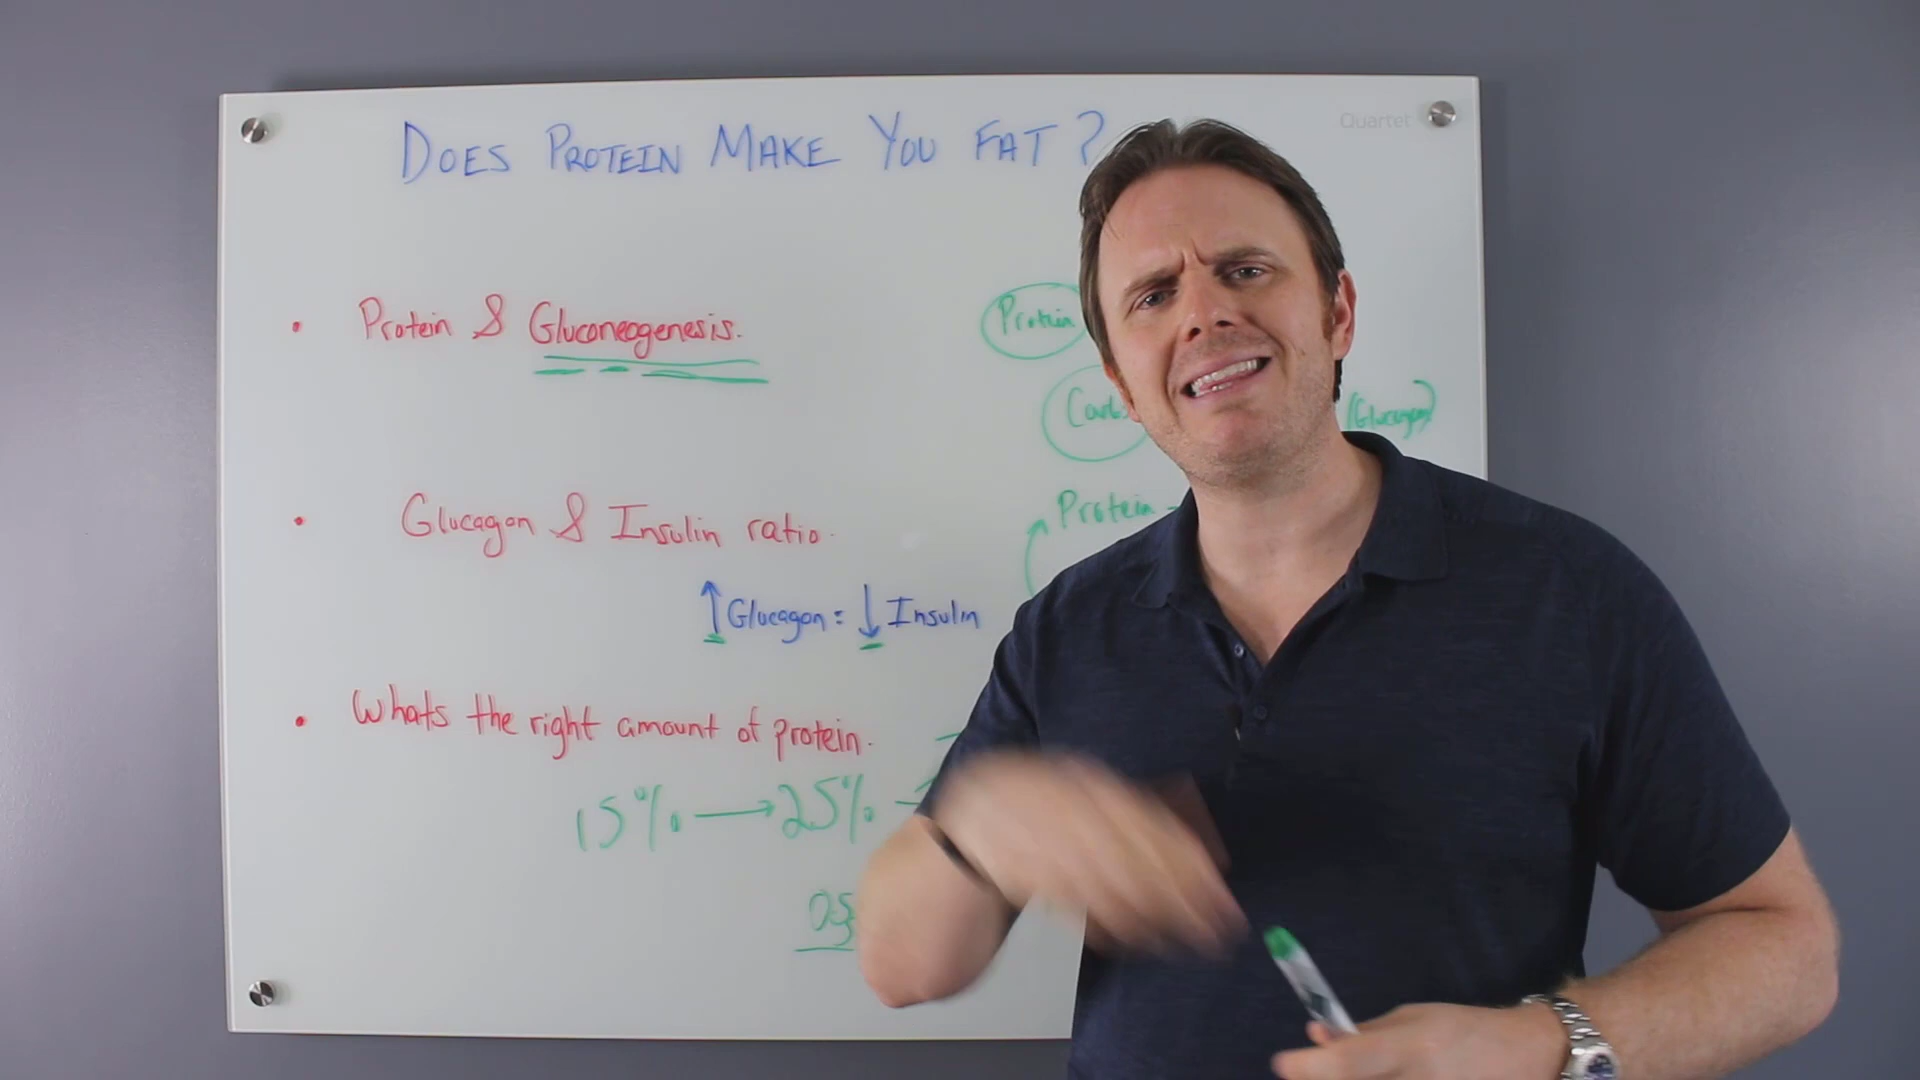 Quartet
DOES PROTEIN MAKE YOU FAT?
• Protein & Gluconeogenesis.
Protein
Carbs
(Glucagon)
• Glucagon & Insulin ratio.
Protein
↑ Glucagon = ↓ Insulin
• Whats the right amount of protein.
15% → 25%